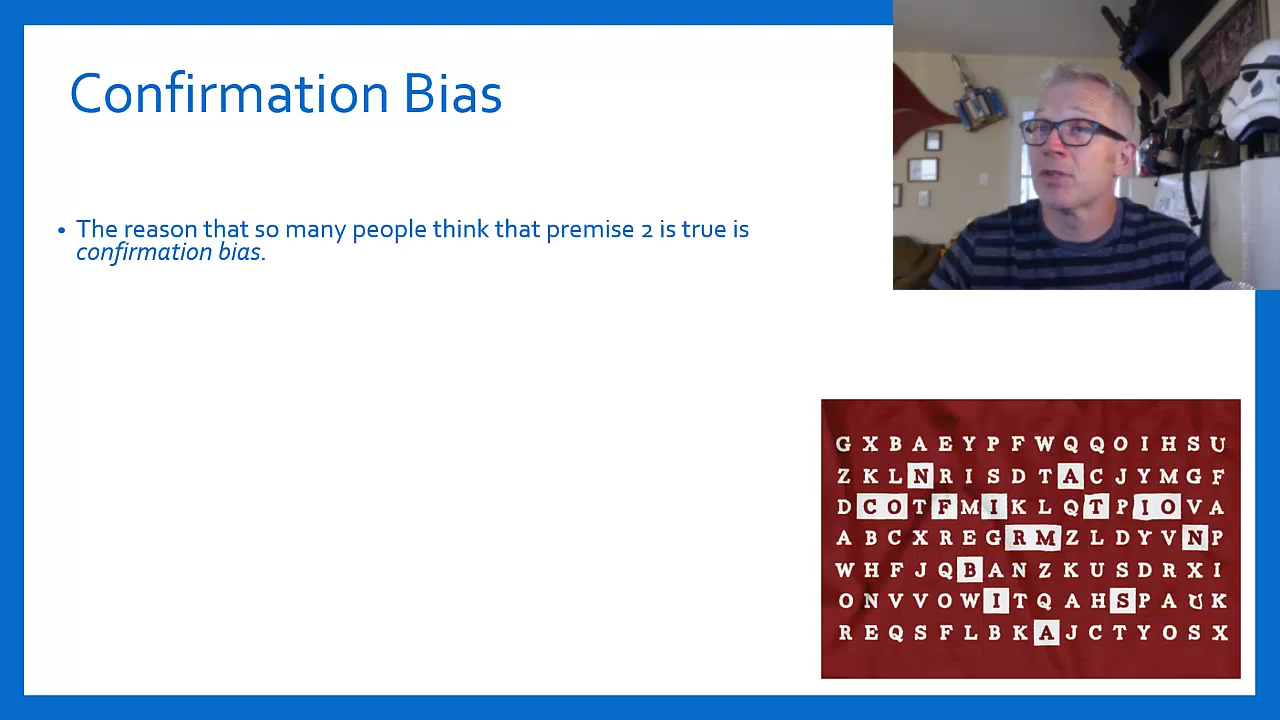 Confirmation Bias
• The reason that so many people think that premise 2 is true is
confirmation bias.
G X B A E Y P F W Q Q O I H S U
Z K L N R I S D T A C J Y M G F
D C O T F M I K L Q T P I O V A
A B C X R E G R M Z L D Y V N P
W H F J Q B A N Z K U S D R X I
O N V V O W I T Q A H S P A U K
R E Q S F L B K A J C T Y O S X